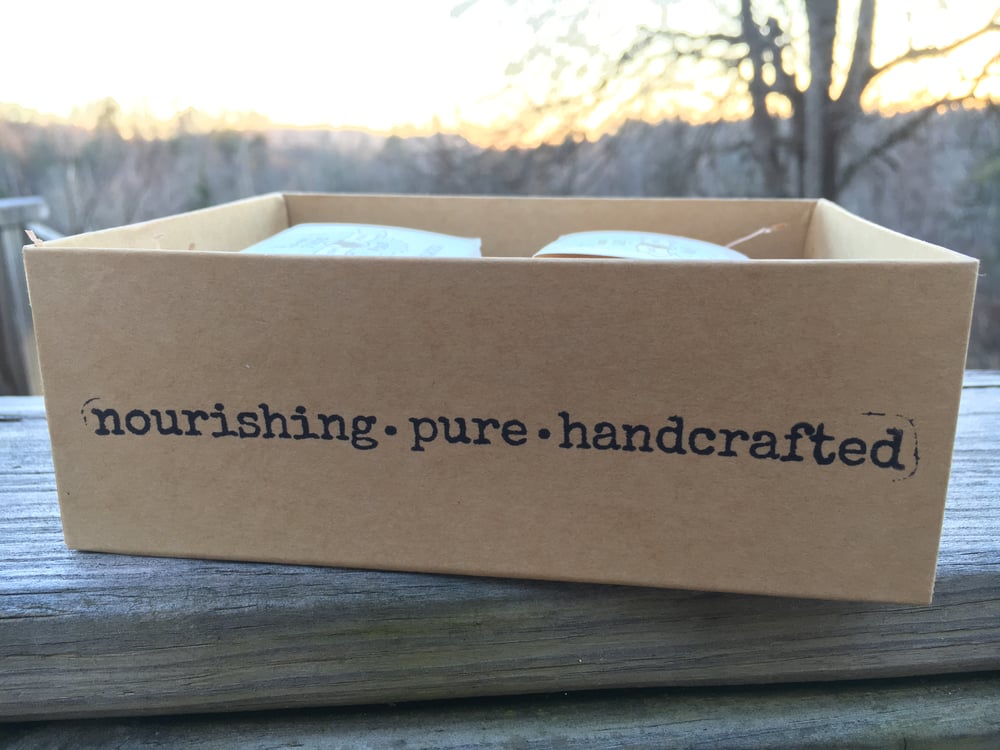 nourishing • pure • handcrafted